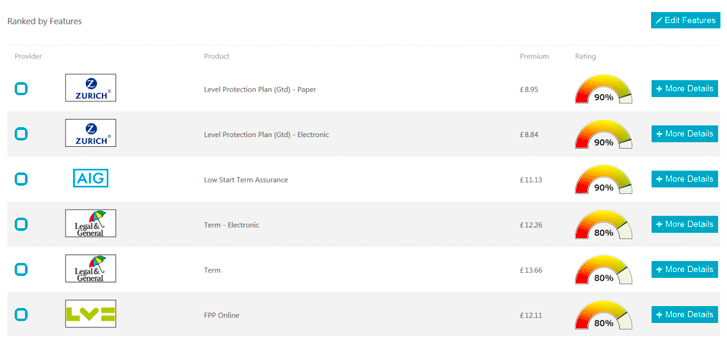 Ranked by Features
Edit Features
Provider Product Premium Rating
Z ZURICH® Level Protection Plan (Gtd) - Paper £8.95 90% + More Details
Z ZURICH® Level Protection Plan (Gtd) - Electronic £8.84 90% + More Details
AIG Low Start Term Assurance £11.13 90% + More Details
Legal & General Term - Electronic £12.26 80% + More Details
Legal & General Term £13.66 80% + More Details
LV= FPP Online £12.11 80% + More Details